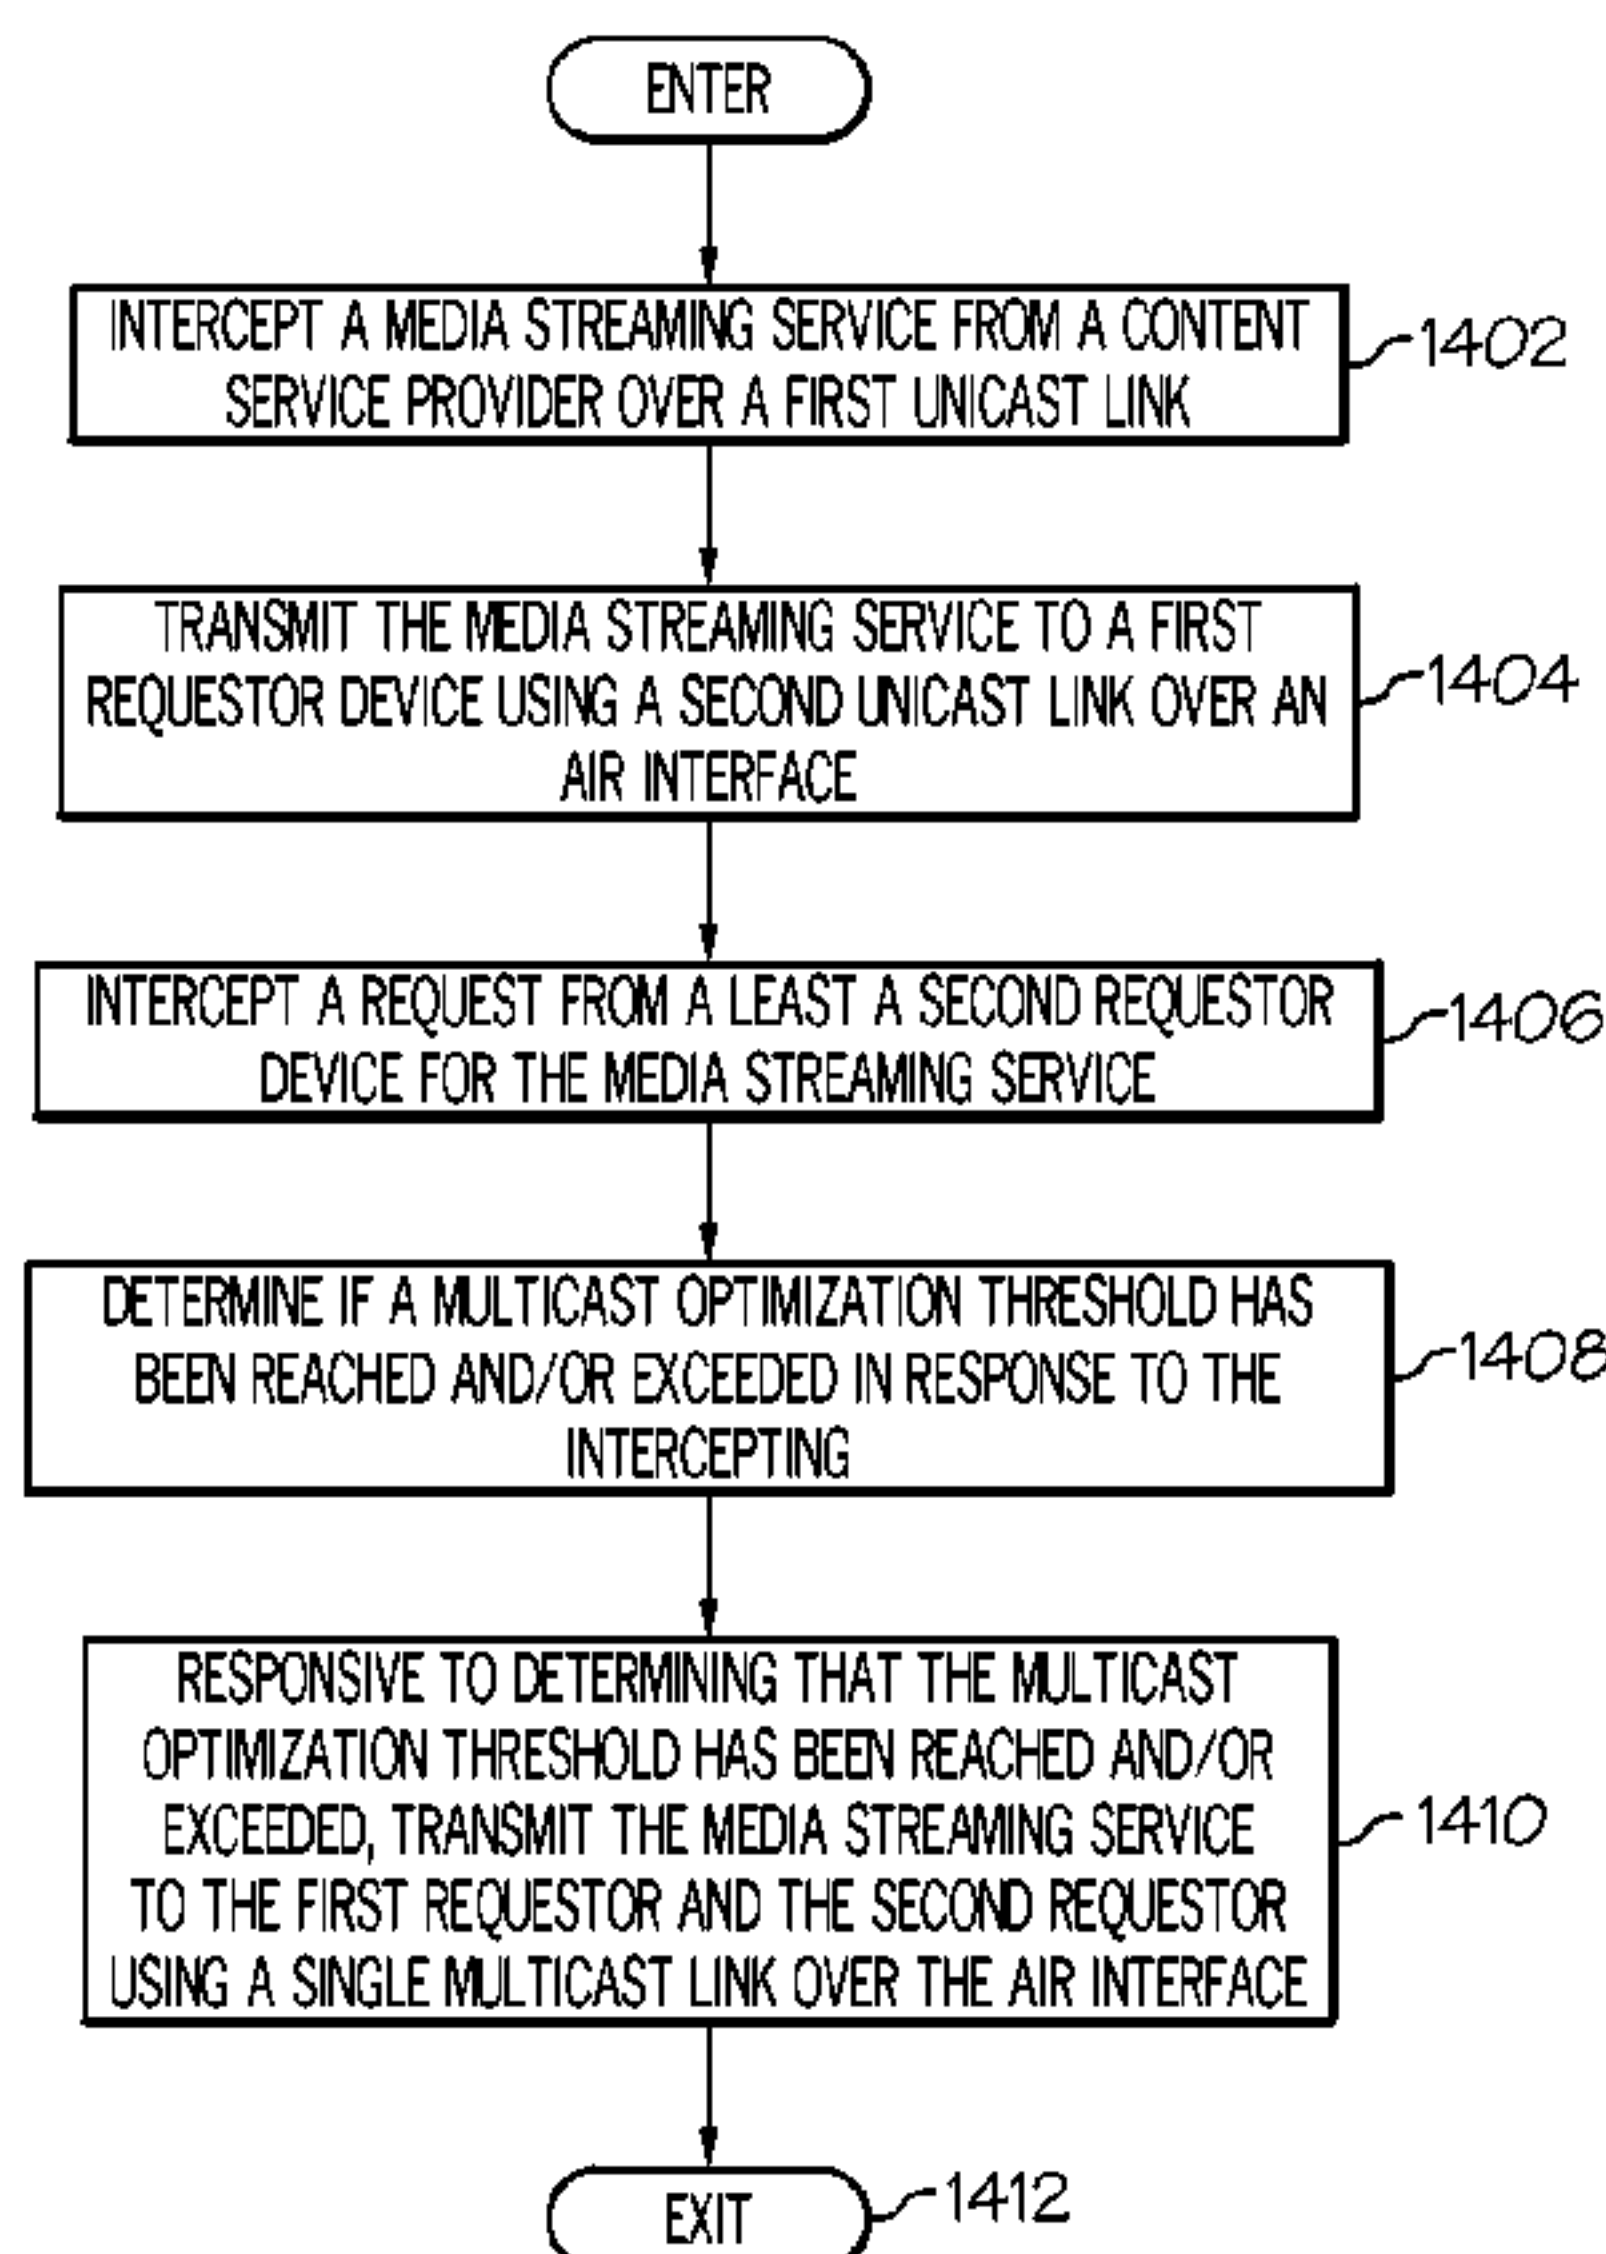 ENTER
INTERCEPT A MEDIA STREAMING SERVICE FROM A CONTENT
SERVICE PROVIDER OVER A FIRST UNICAST LINK
1402
TRANSMIT THE MEDIA STREAMING SERVICE TO A FIRST
REQUESTOR DEVICE USING A SECOND UNICAST LINK OVER AN
AIR INTERFACE
1404
INTERCEPT A REQUEST FROM A LEAST A SECOND REQUESTOR
DEVICE FOR THE MEDIA STREAMING SERVICE
1406
DETERMINE IF A MULTICAST OPTIMIZATION THRESHOLD HAS
BEEN REACHED AND/OR EXCEEDED IN RESPONSE TO THE
INTERCEPTING
1408
RESPONSIVE TO DETERMINING THAT THE MULTICAST
OPTIMIZATION THRESHOLD HAS BEEN REACHED AND/OR
EXCEEDED, TRANSMIT THE MEDIA STREAMING SERVICE
TO THE FIRST REQUESTOR AND THE SECOND REQUESTOR
USING A SINGLE MULTICAST LINK OVER THE AIR INTERFACE
1410
EXIT
1412